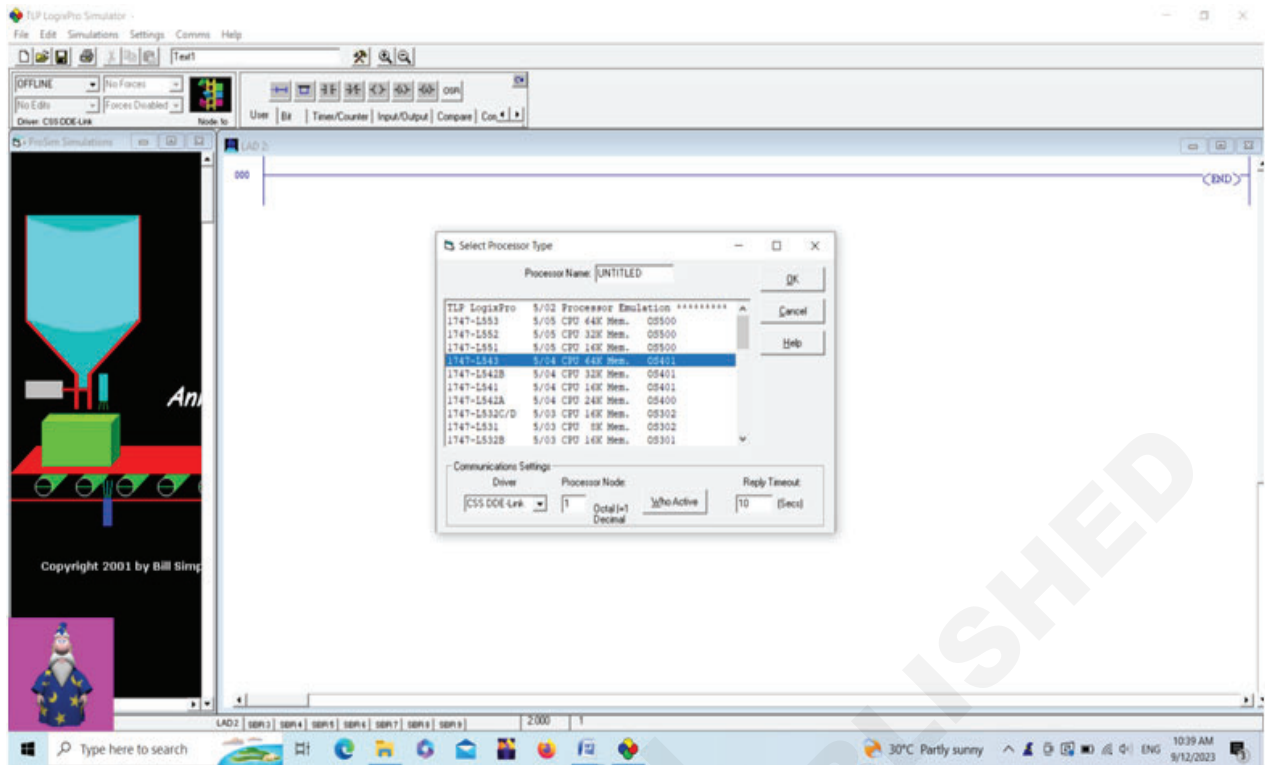 TLP LogixPro Simulator -
File Edit Simulations Settings Comms Help
Text1
OFFLINE No Forces
No Edits Forces Disabled
Driver: CSS DDE-Link Node: 1o
OSR
User Bit Timer/Counter Input/Output Compare
ProSim Simulations
LAD 2:
000
(END)
Select Processor Type
Processor Name: UNTITLED
OK
TLP LogixPro 5/02 Processor Emulation *********
Cancel
1747-L553 5/05 CPU 64K Mem. OS500
1747-L552 5/05 CPU 32K Mem. OS500
1747-L551 5/05 CPU 16K Mem. OS500
Help
1747-L543 5/04 CPU 64K Mem. OS401
1747-L542B 5/04 CPU 32K Mem. OS401
1747-L541 5/04 CPU 16K Mem. OS401
1747-L542A 5/04 CPU 24K Mem. OS400
1747-L532C/D 5/03 CPU 16K Mem. OS302
1747-L531 5/03 CPU 8K Mem. OS302
1747-L532B 5/03 CPU 16K Mem. OS301
Communications Settings
Driver Processor Node: Reply Timeout:
CSS DDE-Link 1 Octal (=1 Decimal Who Active 10 (Secs)
Ani
Copyright 2001 by Bill Simp
LAD 2 SBR 3 SBR 4 SBR 5 SBR 6 SBR 7 SBR 8 SBR 9 2:000 1
Type here to search
30°C Partly sunny ENG 10:39 AM
9/12/2023
SHED